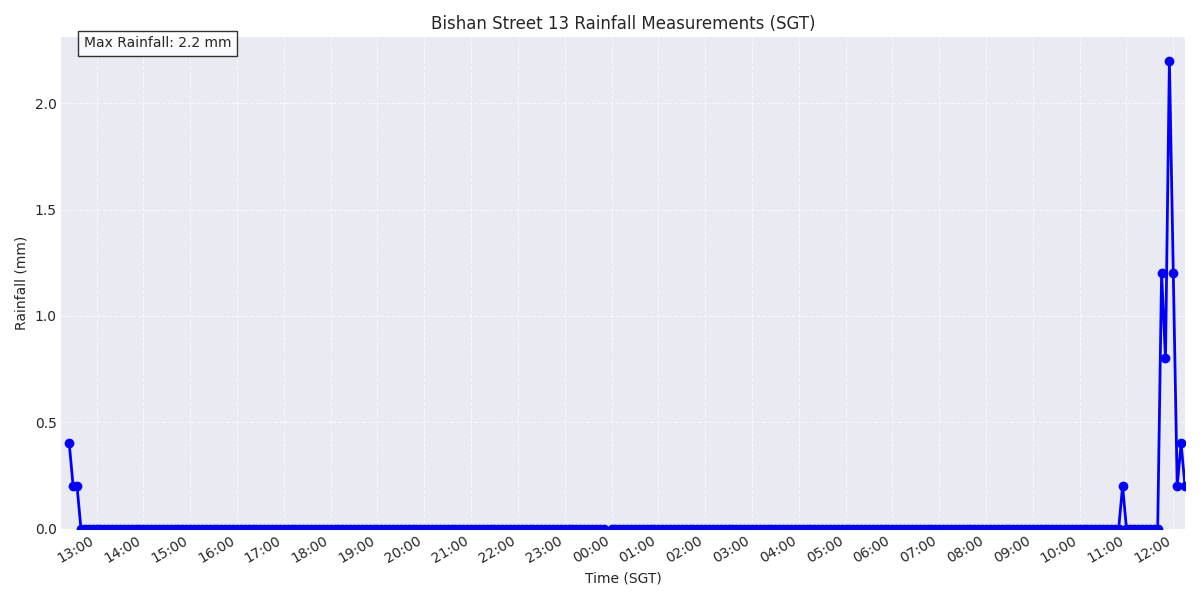 Bishan Street 13 Rainfall Measurements (SGT)
Max Rainfall: 2.2 mm
Rainfall (mm)
2.0
1.5
1.0
0.5
0.0
13:00 14:00 15:00 16:00 17:00 18:00 19:00 20:00 21:00 22:00 23:00 00:00 01:00 02:00 03:00 04:00 05:00 06:00 07:00 08:00 09:00 10:00 11:00 12:00
Time (SGT)